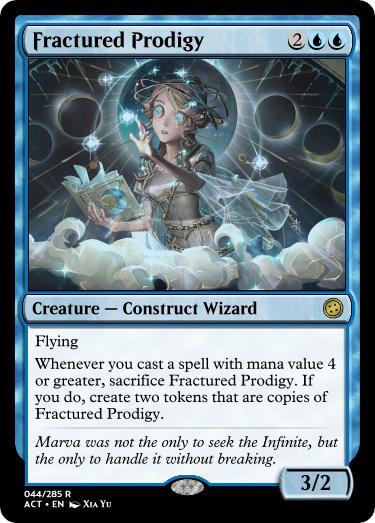 Fractured Prodigy 2
Creature — Construct Wizard
Flying
Whenever you cast a spell with mana value 4
or greater, sacrifice Fractured Prodigy. If
you do, create two tokens that are copies of
Fractured Prodigy.
Marva was not the only to seek the Infinite, but
the only to handle it without breaking.
3/2
044/285 R
ACT • EN Xia Yu